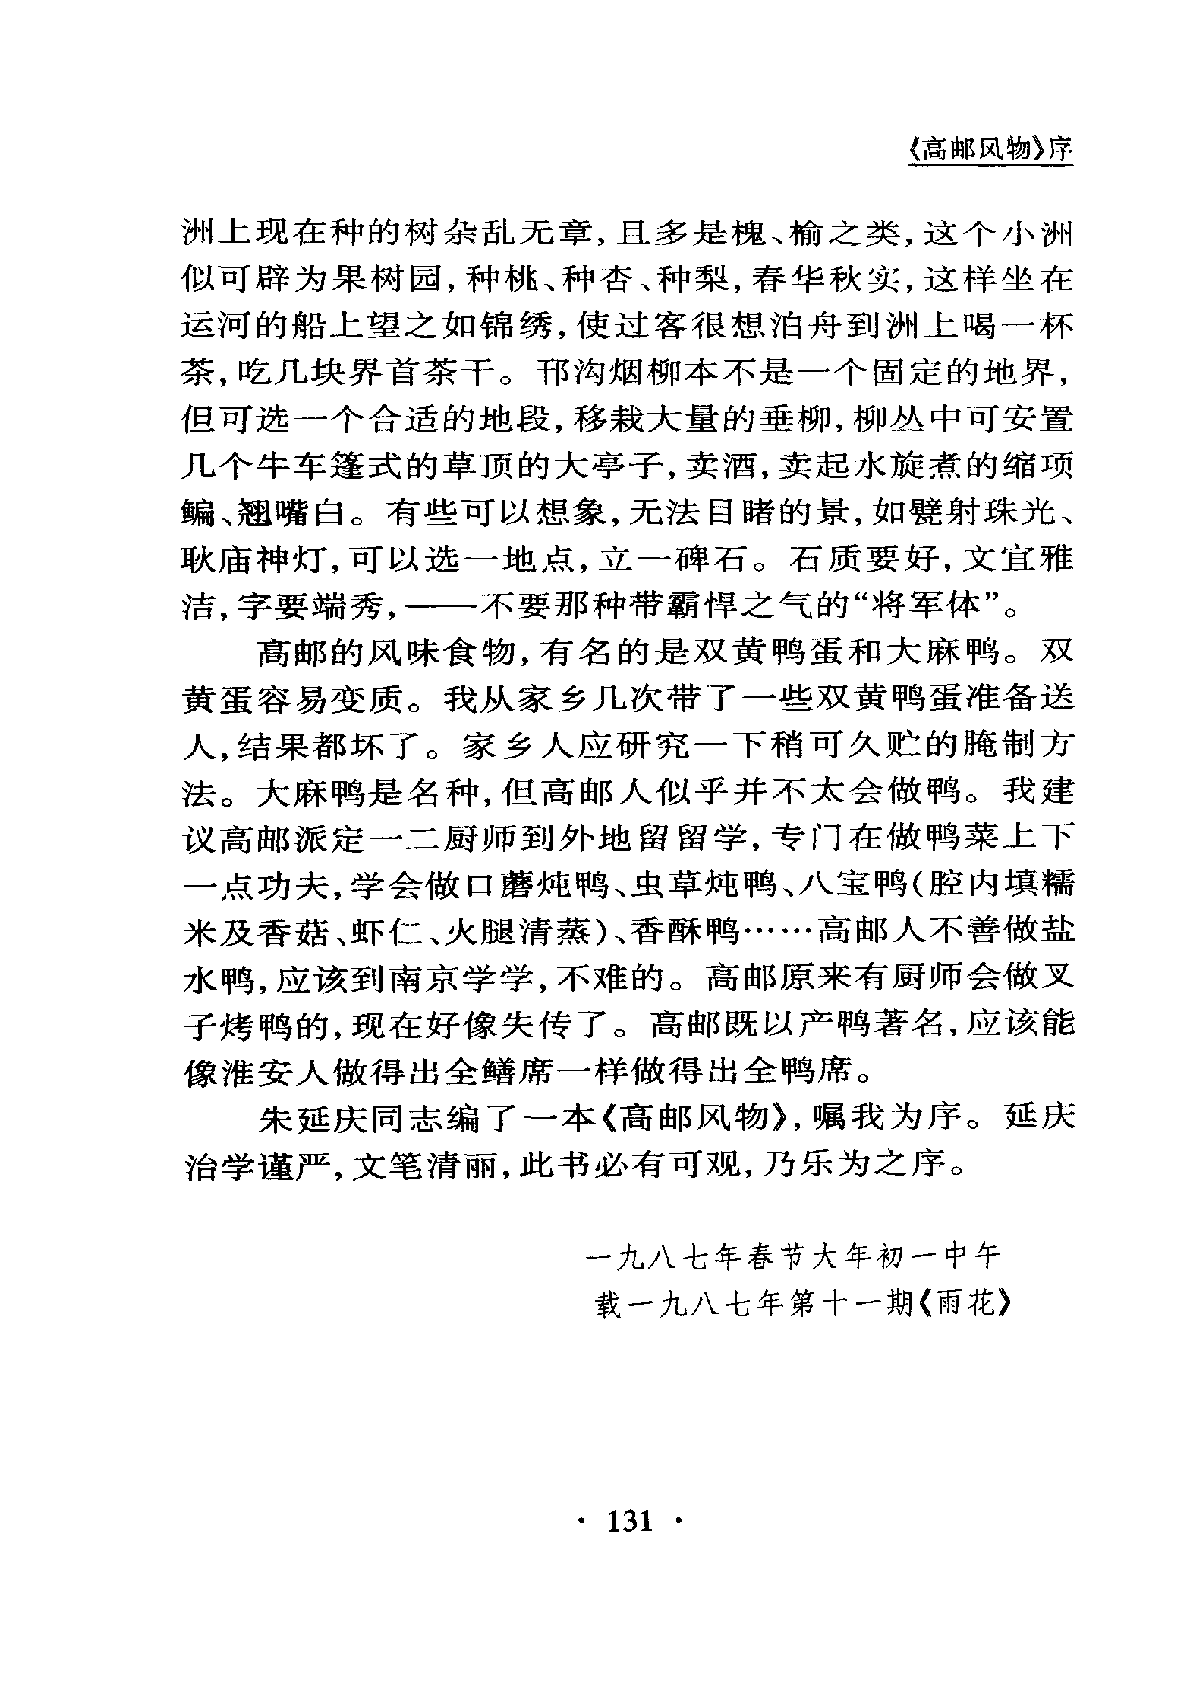 《高邮风物》序
洲上现在种的树杂乱无章，且多是槐、榆之类，这个小洲
似可辟为果树园，种桃、种杏、种梨，春华秋实，这样坐在
运河的船上望之如锦绣，使过客很想泊舟到洲上喝一杯
茶，吃几块界首茶干。邗沟烟柳本不是一个固定的地界，
但可选一个合适的地段，移栽大量的垂柳，柳丛中可安置
几个牛车篷式的草顶的大亭子，卖酒，卖起水旋煮的缩项
鳊、翘嘴白。有些可以想象，无法目睹的景，如甓射珠光、
耿庙神灯，可以选一地点，立一碑石。石质要好，文宜雅
洁，字要端秀，——不要那种带霸悍之气的“将军体”。
高邮的风味食物，有名的是双黄鸭蛋和大麻鸭。双
黄蛋容易变质。我从家乡几次带了一些双黄鸭蛋准备送
人，结果都坏了。家乡人应研究一下稍可久贮的腌制方
法。大麻鸭是名种，但高邮人似乎并不太会做鸭。我建
议高邮派定一二厨师到外地留留学，专门在做鸭菜上下
一点功夫，学会做口蘑炖鸭、虫草炖鸭、八宝鸭（腔内填糯
米及香菇、虾仁、火腿清蒸）、香酥鸭……高邮人不善做盐
水鸭，应该到南京学学，不难的。高邮原来有厨师会做叉
子烤鸭的，现在好像失传了。高邮既以产鸭著名，应该能
像淮安人做得出全鳝席一样做得出全鸭席。
朱延庆同志编了一本《高邮风物》，嘱我为序。延庆
治学谨严，文笔清丽，此书必有可观，乃乐为之序。
一九八七年春节大年初一中午
载一九八七年第十一期《雨花》
· 131 ·